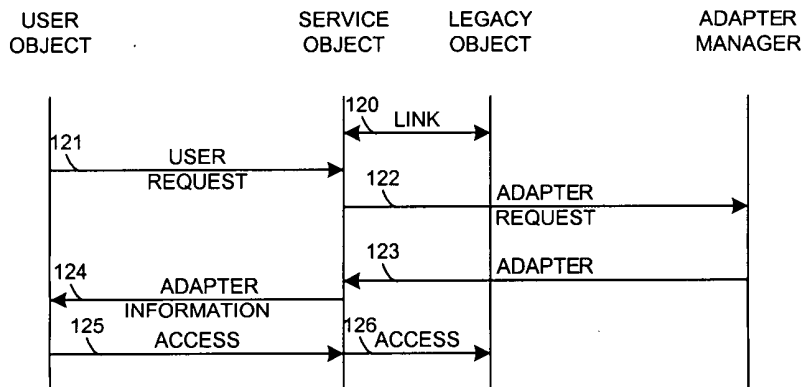 USER OBJECT
SERVICE OBJECT
LEGACY OBJECT
ADAPTER MANAGER
120
LINK
121
USER REQUEST
122
ADAPTER REQUEST
123
ADAPTER
124
ADAPTER INFORMATION
125
ACCESS
126
ACCESS